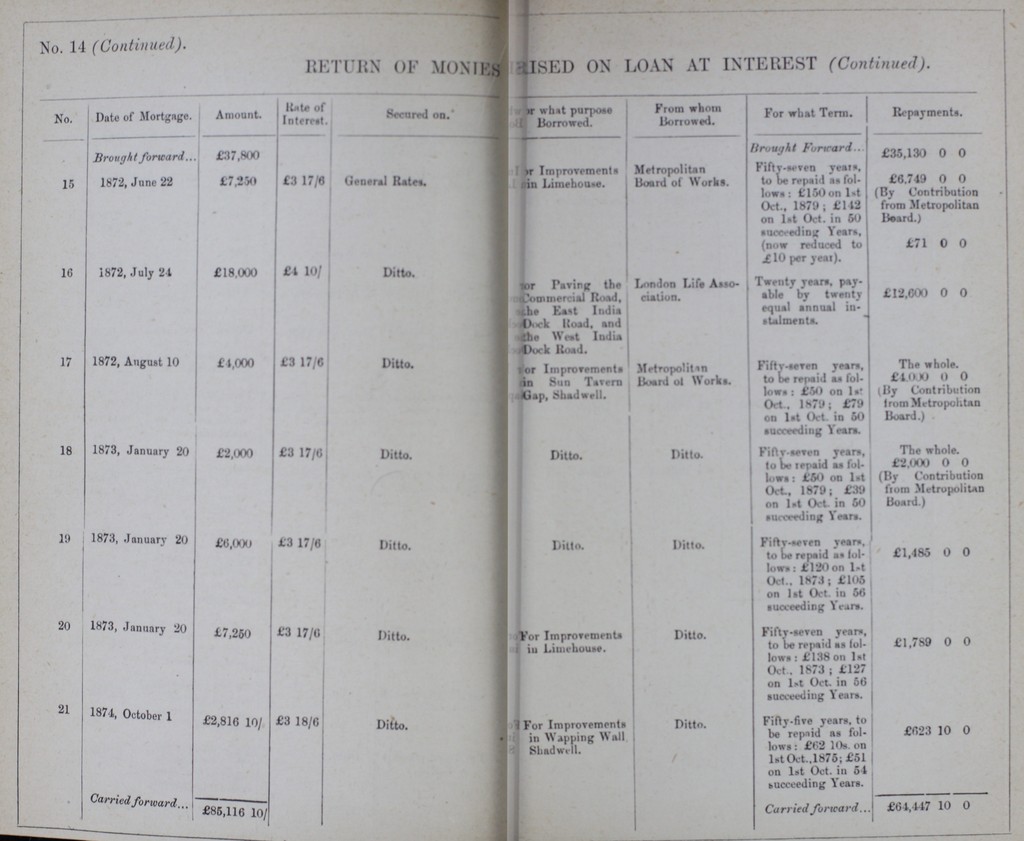 No. 14 (Continued).
RETURN OF MONIES RAISED ON LOAN AT INTEREST (Continued).
No. Date of Mortgage. Amount. Rate of Interest. Secured on. For what purpose Borrowed. From whom Borrowed. For what Term. Repayments.
Brought forward... £37,800 Brought Forward... £35,130 0 0
15 1872, June 22 £7,250 £3 17/6 General Rates.
For Improvements
in Limehouse.
Metropolitan
Board of Works.
Fifty-seven years,
to be repaid as fol-
lows: £150 on 1st
Oct., 1879; £142
on 1st Oct. in 50
succeeding Years,
(now reduced to
£10 per year).
£6,749 0 0
(By Contribution
from Metropolitan
Board.)
£71 0 0
16 1872, July 24 £18,000 £4 10/ Ditto.
For Paving the
Commercial Road,
the East India
Dock Road, and
the West India
Dock Road.
London Life Asso-
ciation.
Twenty years, pay-
able by twenty
equal annual in-
stalments.
£12,600 0 0
17 1872, August 10 £4,000 £3 17/6 Ditto.
For Improvements
in Sun Tavern
Gap, Shadwell.
Metropolitan
Board of Works.
Fifty-seven years,
to be repaid as fol-
lows: £50 on 1st
Oct., 1879; £79
on 1st Oct. in 50
succeeding Years.
The whole.
£4,000 0 0
(By Contribution
from Metropolitan
Board.)
18 1873, January 20 £2,000 £3 17/6 Ditto. Ditto. Ditto.
Fifty-seven years,
to be repaid as fol-
lows: £50 on 1st
Oct., 1879; £39
on 1st Oct. in 50
succeeding Years.
The whole.
£2,000 0 0
(By Contribution
from Metropolitan
Board.)
19 1873, January 20 £6,000 £3 17/6 Ditto. Ditto. Ditto.
Fifty-seven years,
to be repaid as fol-
lows: £120 on 1st
Oct., 1873; £105
on 1st Oct. in 56
succeeding Years.
£1,485 0 0
20 1873, January 20 £7,250 £3 17/6 Ditto.
For Improvements
in Limehouse.
Ditto.
Fifty-seven years,
to be repaid as fol-
lows: £138 on 1st
Oct., 1873; £127
on 1st Oct. in 56
succeeding Years.
£1,789 0 0
21 1874, October 1 £2,816 10/ £3 18/6 Ditto.
For Improvements
in Wapping Wall
Shadwell.
Ditto.
Fifty-five years, to
be repaid as fol-
lows: £62 10s. on
1st Oct., 1875; £51
on 1st Oct. in 54
succeeding Years.
£623 10 0
Carried forward... £85,116 10/ Carried forward... £64,447 10 0